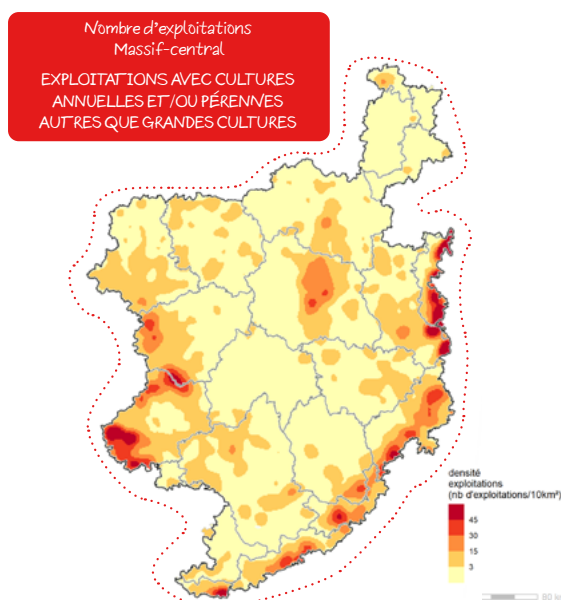 Nombre d'exploitations
Massif-central
EXPLOITATIONS AVEC CULTURES
ANNUELLES ET/OU PÉRENNES
AUTRES QUE GRANDES CULTURES
densité
exploitations
(nb d'exploitations/10km²)
45
30
15
3
80